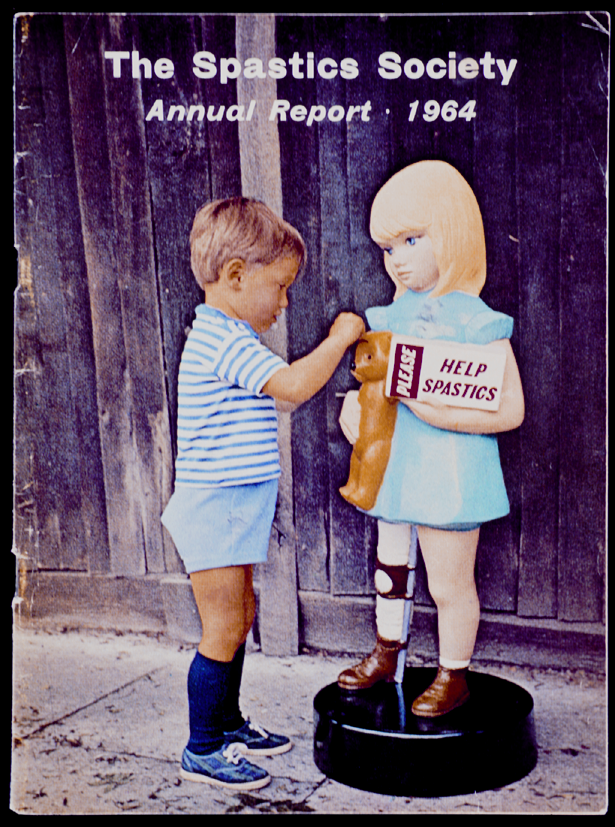 The Spastics Society
Annual Report · 1964
PLEASE
HELP
SPASTICS